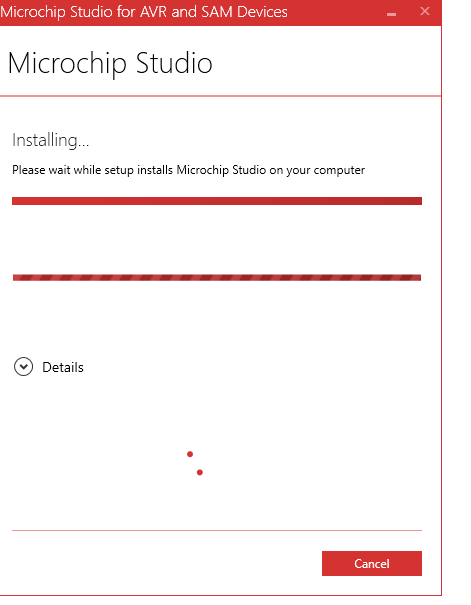 Microchip Studio for AVR and SAM Devices
Microchip Studio
Installing...
Please wait while setup installs Microchip Studio on your computer
Details
Cancel